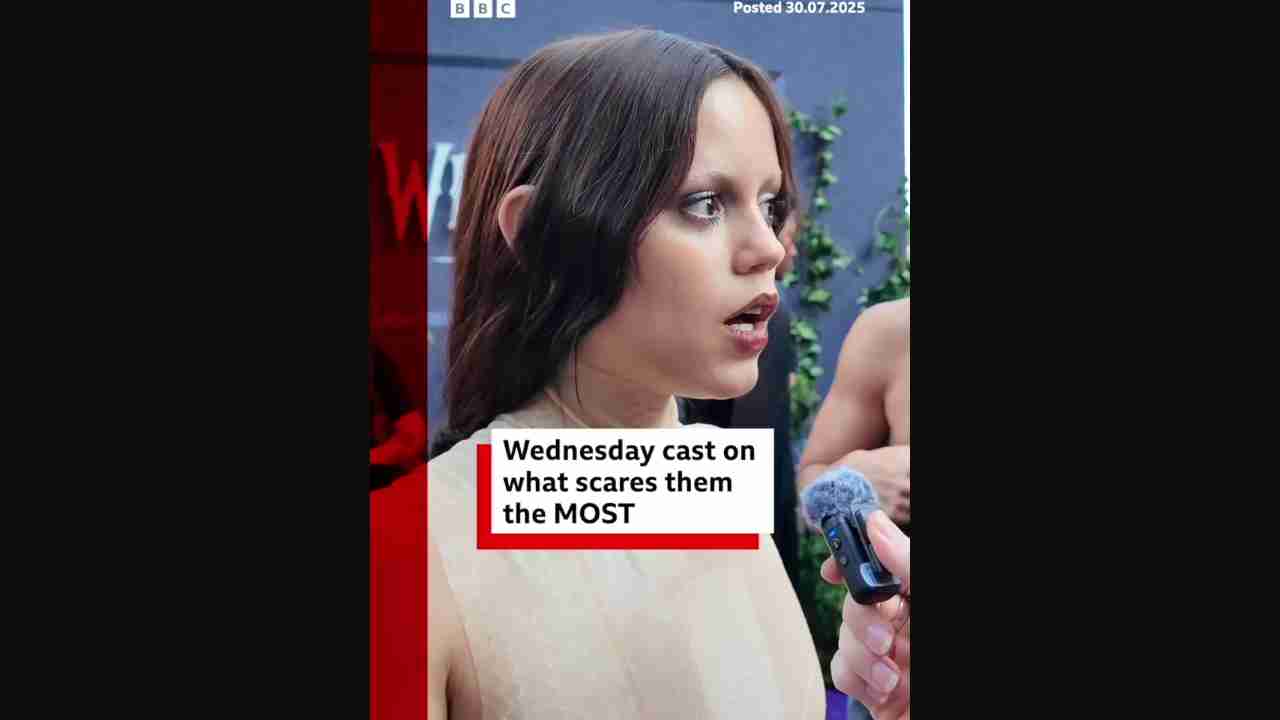 BBC
Posted 30.07.2025
W
Wednesday cast on
what scares them
the MOST